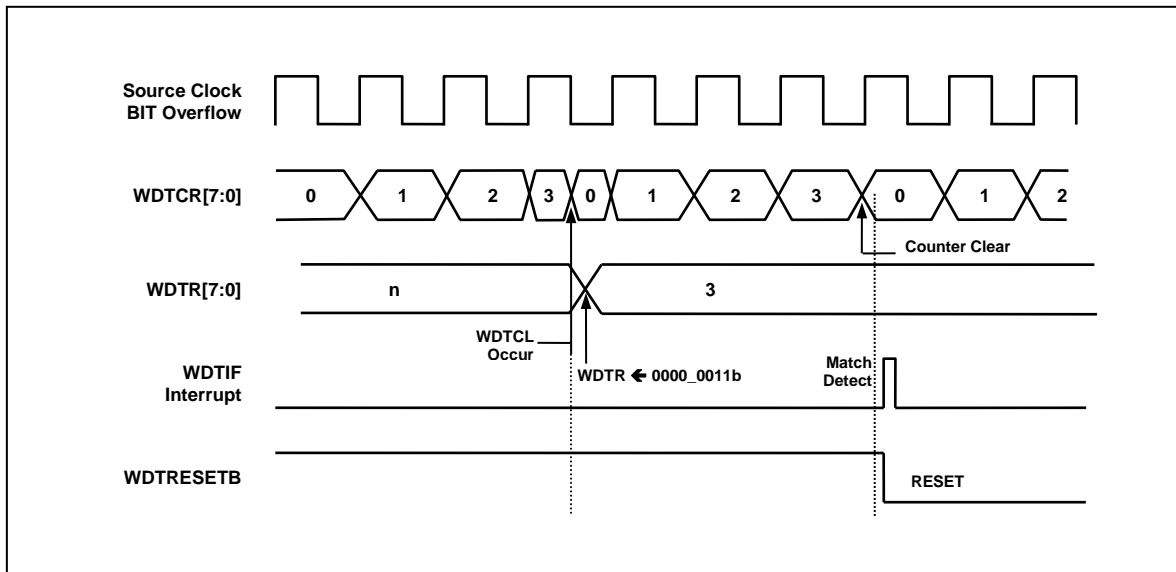 Source Clock
BIT Overflow
WDTCR[7:0]
0 1 2 3 0 1 2 3 0 1 2
Counter Clear
WDTR[7:0]
n 3
WDTCL
Occur
WDTR 🡸 0000_0011b
WDTIF
Interrupt
Match
Detect
WDTRESETB
RESET